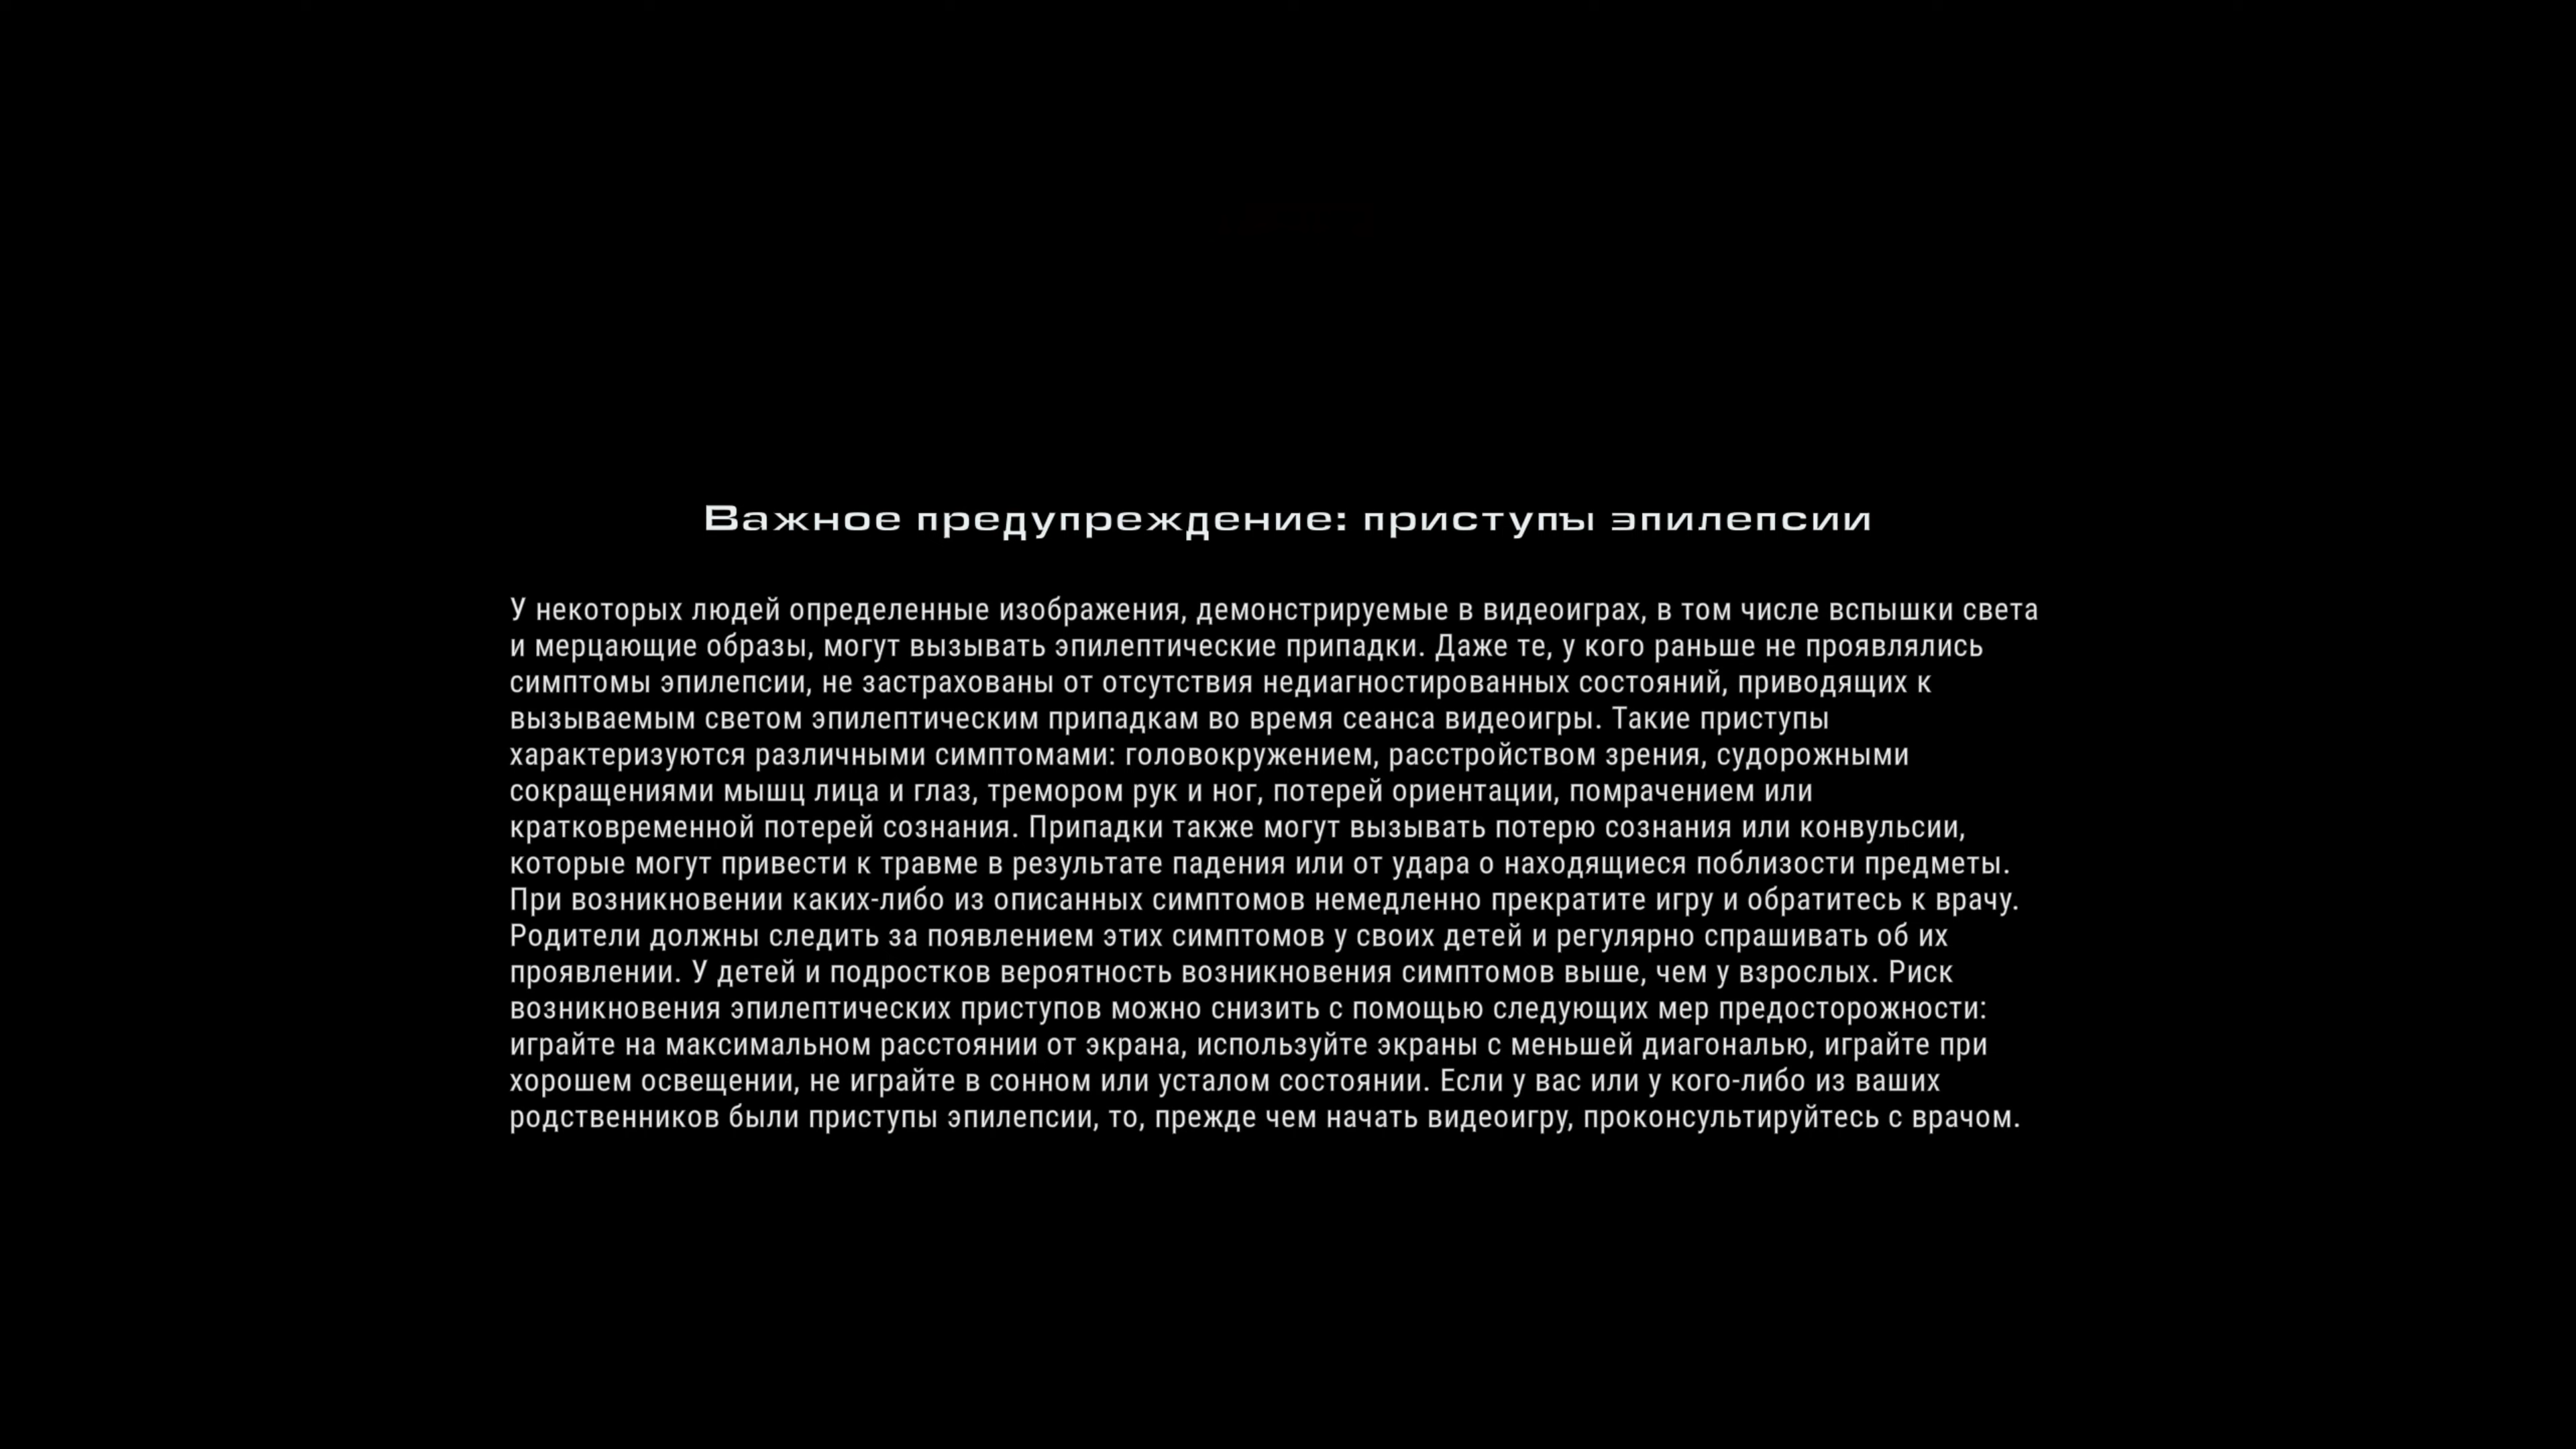 Важное предупреждение: приступы эпилепсии
У некоторых людей определенные изображения, демонстрируемые в видеоиграх, в том числе вспышки света
и мерцающие образы, могут вызывать эпилептические припадки. Даже те, у кого раньше не проявлялись
симптомы эпилепсии, не застрахованы от отсутствия недиагностированных состояний, приводящих к
вызываемым светом эпилептическим припадкам во время сеанса видеоигры. Такие приступы
характеризуются различными симптомами: головокружением, расстройством зрения, судорожными
сокращениями мышц лица и глаз, тремором рук и ног, потерей ориентации, помрачением или
кратковременной потерей сознания. Припадки также могут вызывать потерю сознания или конвульсии,
которые могут привести к травме в результате падения или от удара о находящиеся поблизости предметы.
При возникновении каких-либо из описанных симптомов немедленно прекратите игру и обратитесь к врачу.
Родители должны следить за появлением этих симптомов у своих детей и регулярно спрашивать об их
проявлении. У детей и подростков вероятность возникновения симптомов выше, чем у взрослых. Риск
возникновения эпилептических приступов можно снизить с помощью следующих мер предосторожности:
играйте на максимальном расстоянии от экрана, используйте экраны с меньшей диагональю, играйте при
хорошем освещении, не играйте в сонном или усталом состоянии. Если у вас или у кого-либо из ваших
родственников были приступы эпилепсии, то, прежде чем начать видеоигру, проконсультируйтесь с врачом.